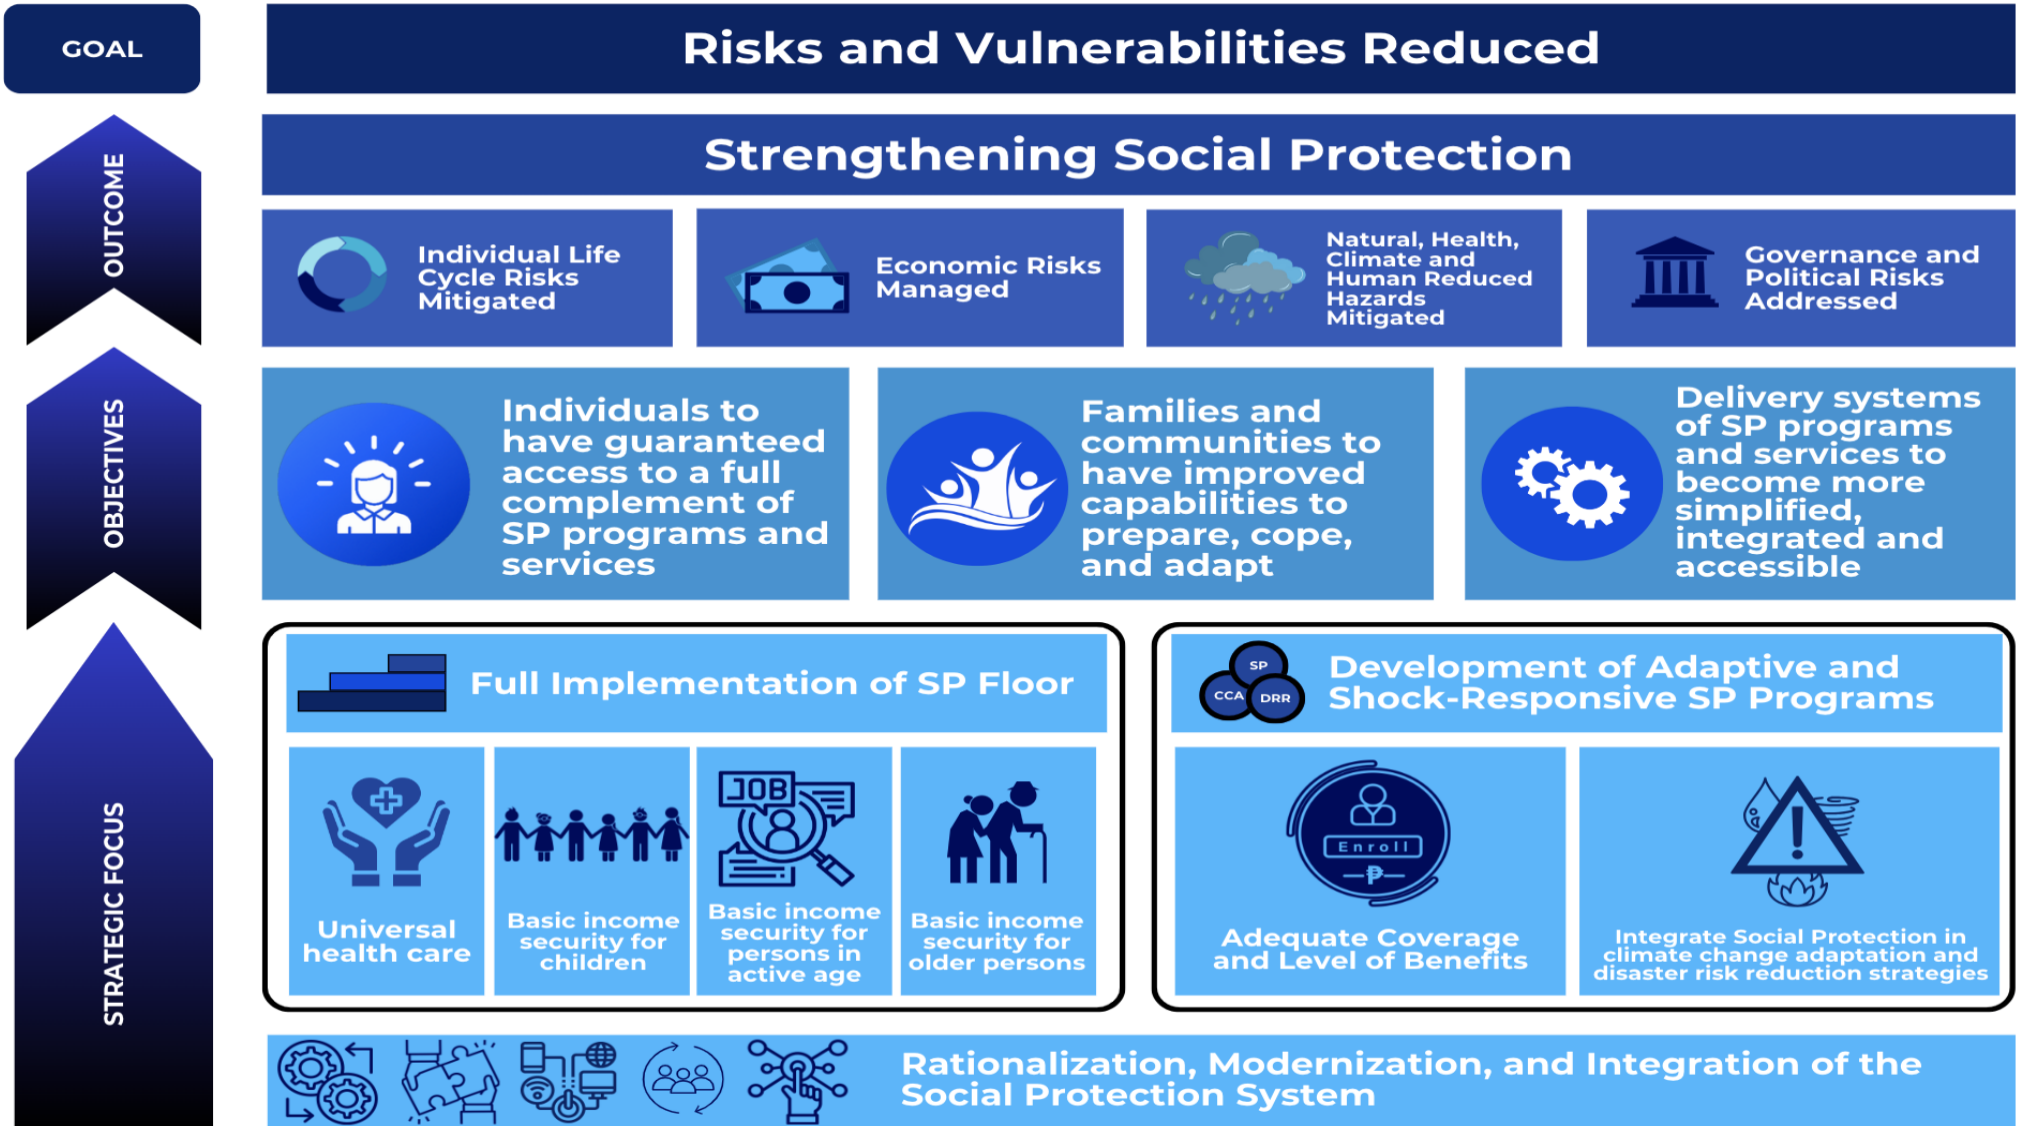 GOAL
Risks and Vulnerabilities Reduced
OUTCOME
Strengthening Social Protection
Individual Life
Cycle Risks
Mitigated
Economic Risks
Managed
Natural, Health,
Climate and
Human Reduced
Hazards
Mitigated
Governance and
Political Risks
Addressed
OBJECTIVES
Individuals to
have guaranteed
access to a full
complement of
SP programs and
services
Families and
communities to
have improved
capabilities to
prepare, cope,
and adapt
Delivery systems
of SP programs
and services to
become more
simplified,
integrated and
accessible
STRATEGIC FOCUS
Full Implementation of SP Floor
JOB
Universal
health care
Basic income
security for
children
Basic income
security for
persons in
active age
Basic income
security for
older persons
SP
CCA
DRR
Development of Adaptive and
Shock-Responsive SP Programs
Enroll
₱
Adequate Coverage
and Level of Benefits
Integrate Social Protection in
climate change adaptation and
disaster risk reduction strategies
Rationalization, Modernization, and Integration of the
Social Protection System